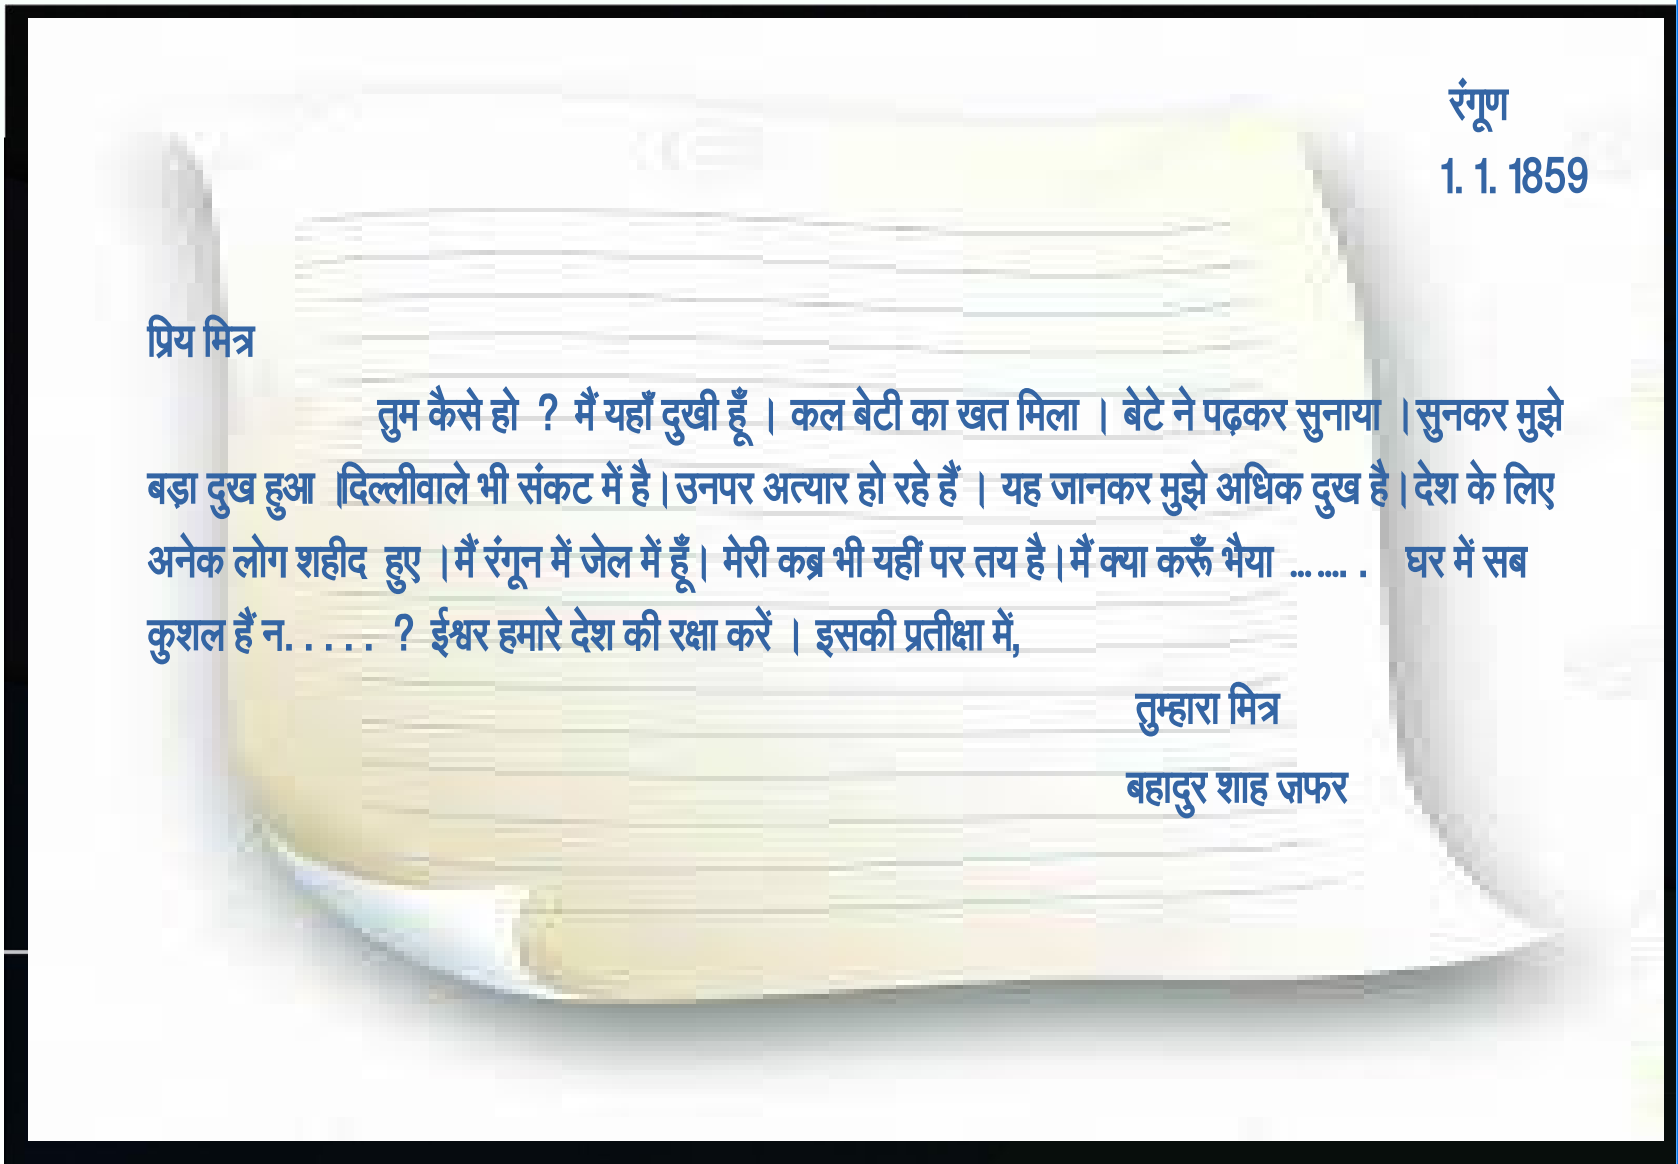 रंगूण
1. 1. 1859
प्रिय मित्र
तुम कैसे हो ? मैं यहाँ दुखी हूँ । कल बेटी का खत मिला । बेटे ने पढ़कर सुनाया ।सुनकर मुझे
बड़ा दुख हुआ ।दिल्लीवाले भी संकट में है।उनपर अत्यार हो रहे हैं । यह जानकर मुझे अधिक दुख है।देश के लिए
अनेक लोग शहीद हुए ।मैं रंगून में जेल में हूँ। मेरी कब्र भी यहीं पर तय है।मैं क्या करूँ भैया ... .... . घर में सब
कुशल हैं न. . . . . ? ईश्वर हमारे देश की रक्षा करें । इसकी प्रतीक्षा में,
तुम्हारा मित्र
बहादुर शाह ज़फर